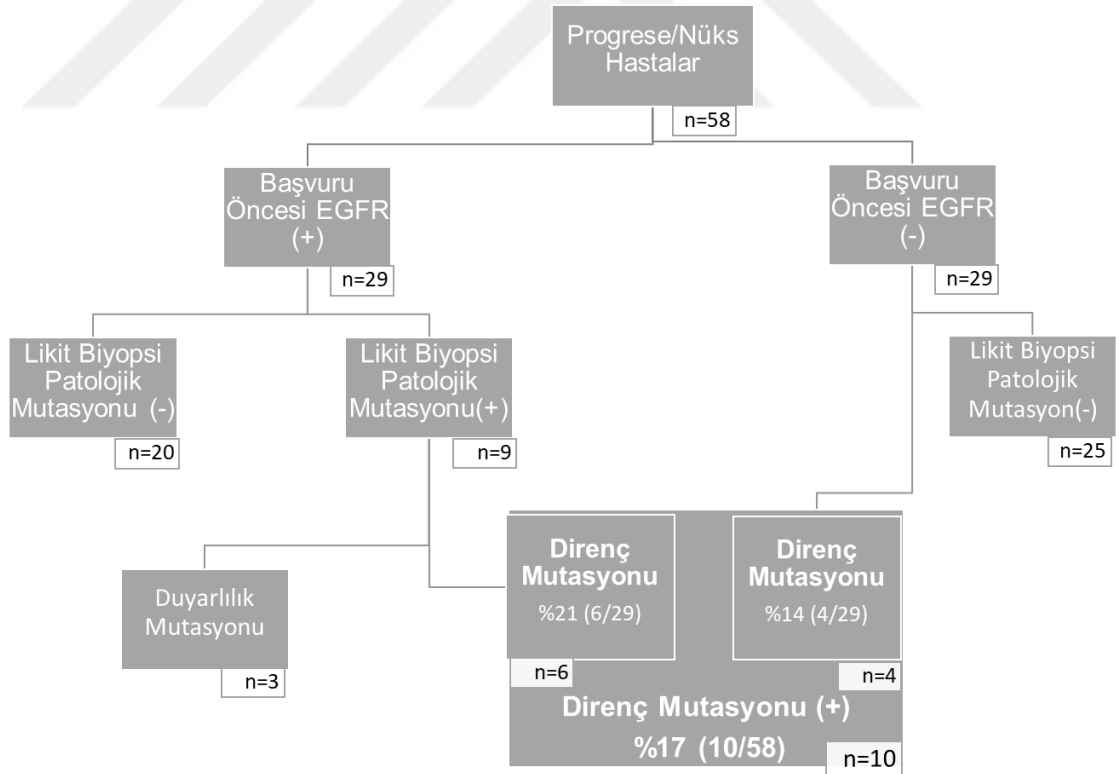 Progrese/Nüks
Hastalar
n=58
Başvuru
Öncesi EGFR
(+)
n=29
Başvuru
Öncesi EGFR
(-)
n=29
Likit Biyopsi
Patolojik
Mutasyonu (-)
n=20
Likit Biyopsi
Patolojik
Mutasyonu(+)
n=9
Likit Biyopsi
Patolojik
Mutasyon(-)
n=25
Duyarlılık
Mutasyonu
n=3
Direnç
Mutasyonu
%21 (6/29)
n=6
Direnç
Mutasyonu
%14 (4/29)
n=4
Direnç Mutasyonu (+)
%17 (10/58)
n=10